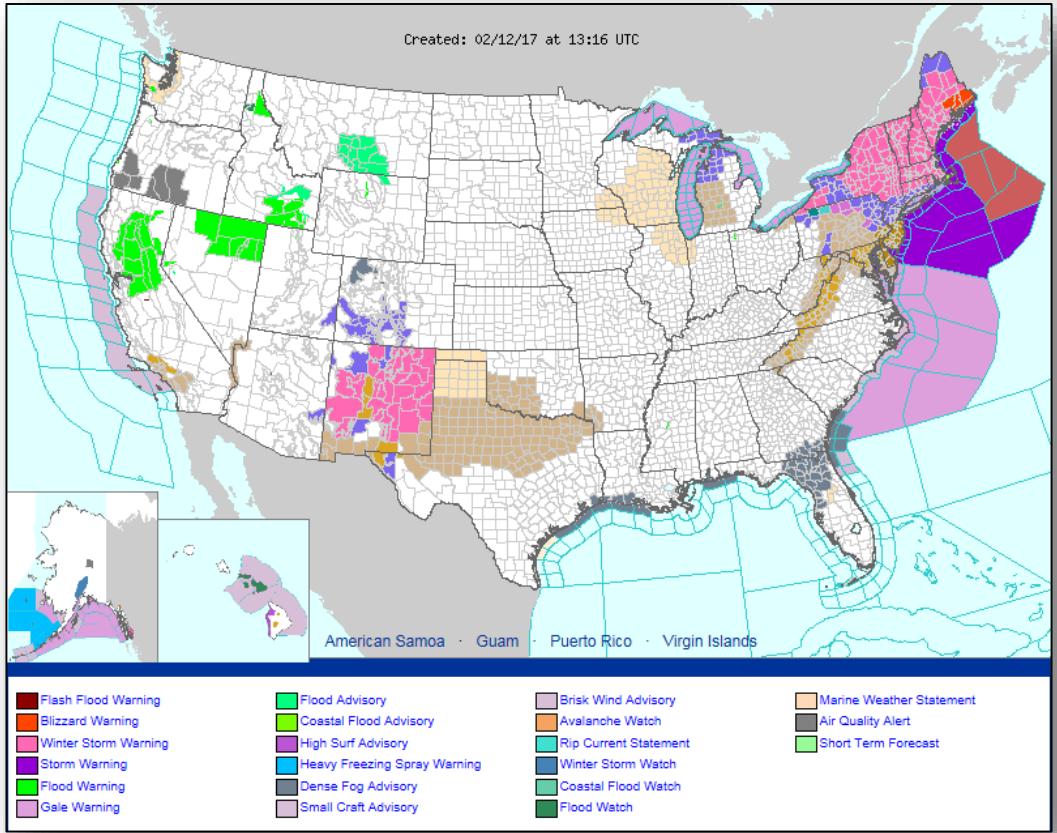 Created: 02/12/17 at 13:16 UTC
American Samoa · Guam · Puerto Rico · Virgin Islands
Flash Flood Warning
Blizzard Warning
Winter Storm Warning
Storm Warning
Flood Warning
Gale Warning
Flood Advisory
Coastal Flood Advisory
High Surf Advisory
Heavy Freezing Spray Warning
Dense Fog Advisory
Small Craft Advisory
Brisk Wind Advisory
Avalanche Watch
Rip Current Statement
Winter Storm Watch
Coastal Flood Watch
Flood Watch
Marine Weather Statement
Air Quality Alert
Short Term Forecast